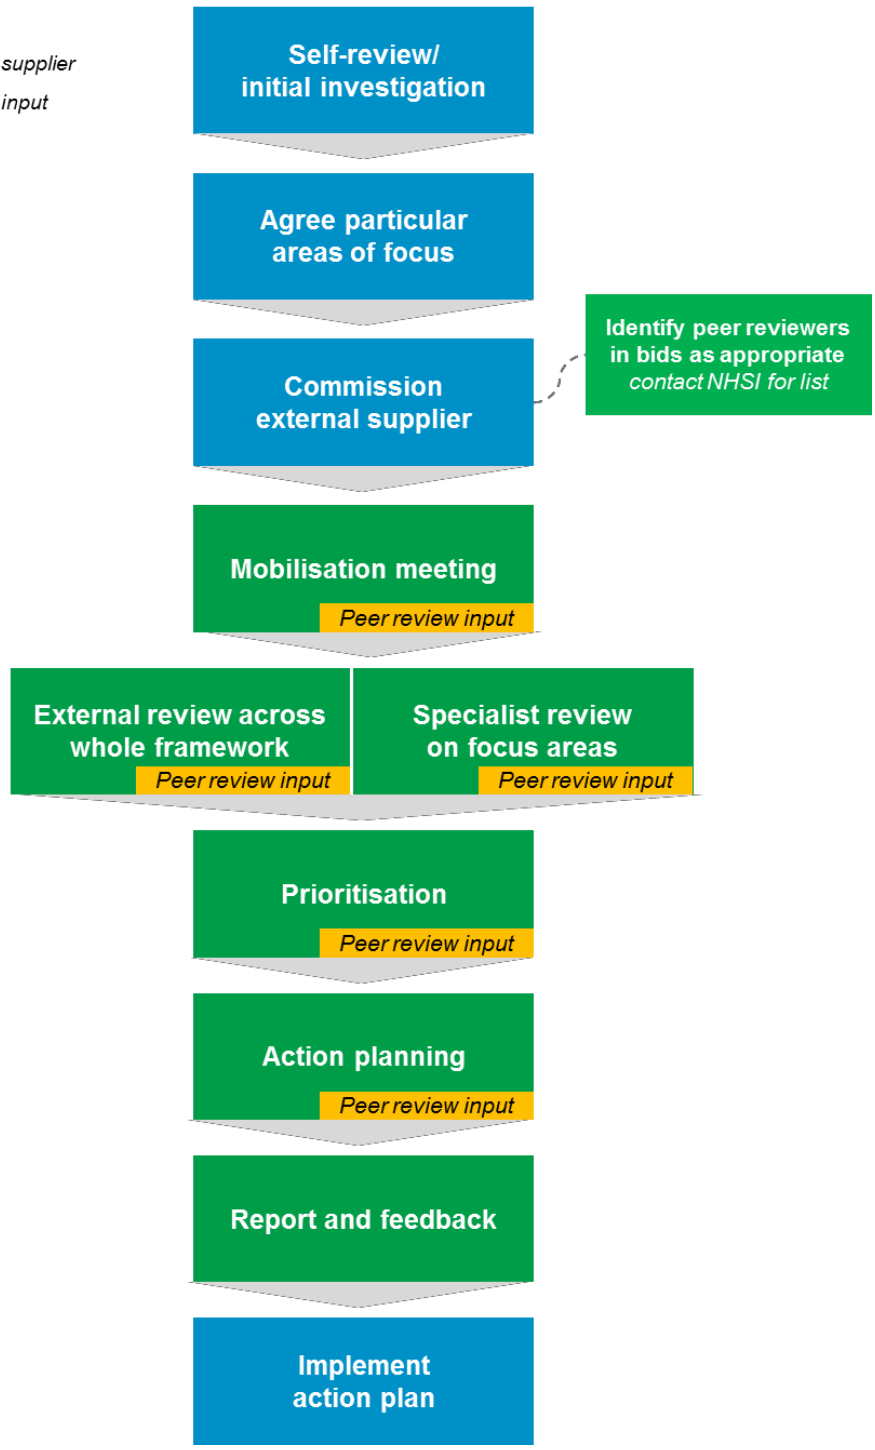 supplier
input
Self-review/
initial investigation
Agree particular
areas of focus
Commission
external supplier
Identify peer reviewers
in bids as appropriate
contact NHSI for list
Mobilisation meeting
Peer review input
External review across
whole framework
Peer review input
Specialist review
on focus areas
Peer review input
Prioritisation
Peer review input
Action planning
Peer review input
Report and feedback
Implement
action plan